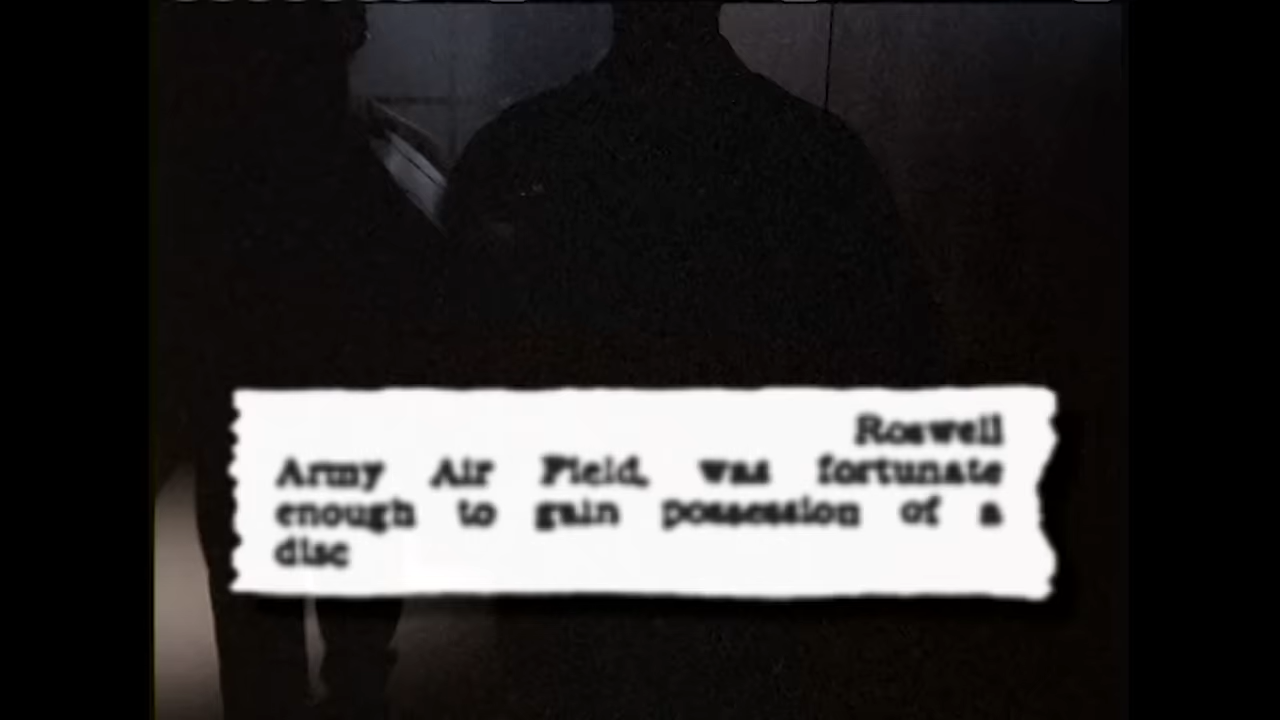 Roswell
Army Air Field, was fortunate
enough to gain possession of a
disc